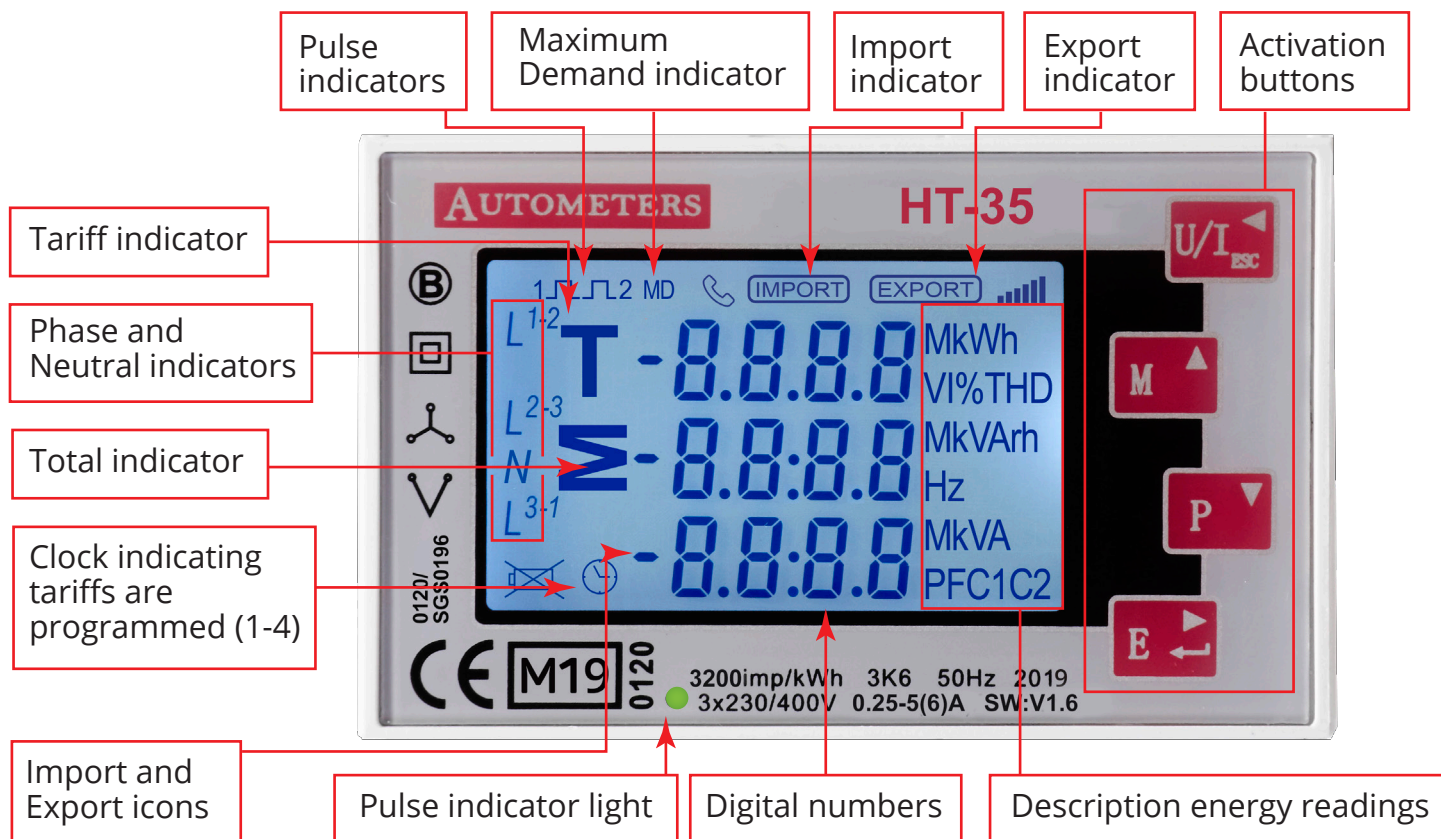 Pulse
indicators
Maximum
Demand indicator
Import
indicator
Export
indicator
Activation
buttons
Tariff indicator
Phase and
Neutral indicators
Total indicator
Clock indicating
tariffs are
programmed (1-4)
Import and
Export icons
Pulse indicator light
Digital numbers
Description energy readings
AUTOMETERS
HT-35
1 2 MD IMPORT EXPORT
L1-2
T
-8.8.8.8
MkWh
VI%THD
L2-3
N
Σ
-8.8:8.8
MkVArh
Hz
L3-1
-8.8:8.8
MkVA
PFC1C2
B
0120/
SGS0196
U/I ESC
M
P
E
CE M19 0120
3200imp/kWh 3K6 50Hz 2019
3x230/400V 0.25-5(6)A SW:V1.6